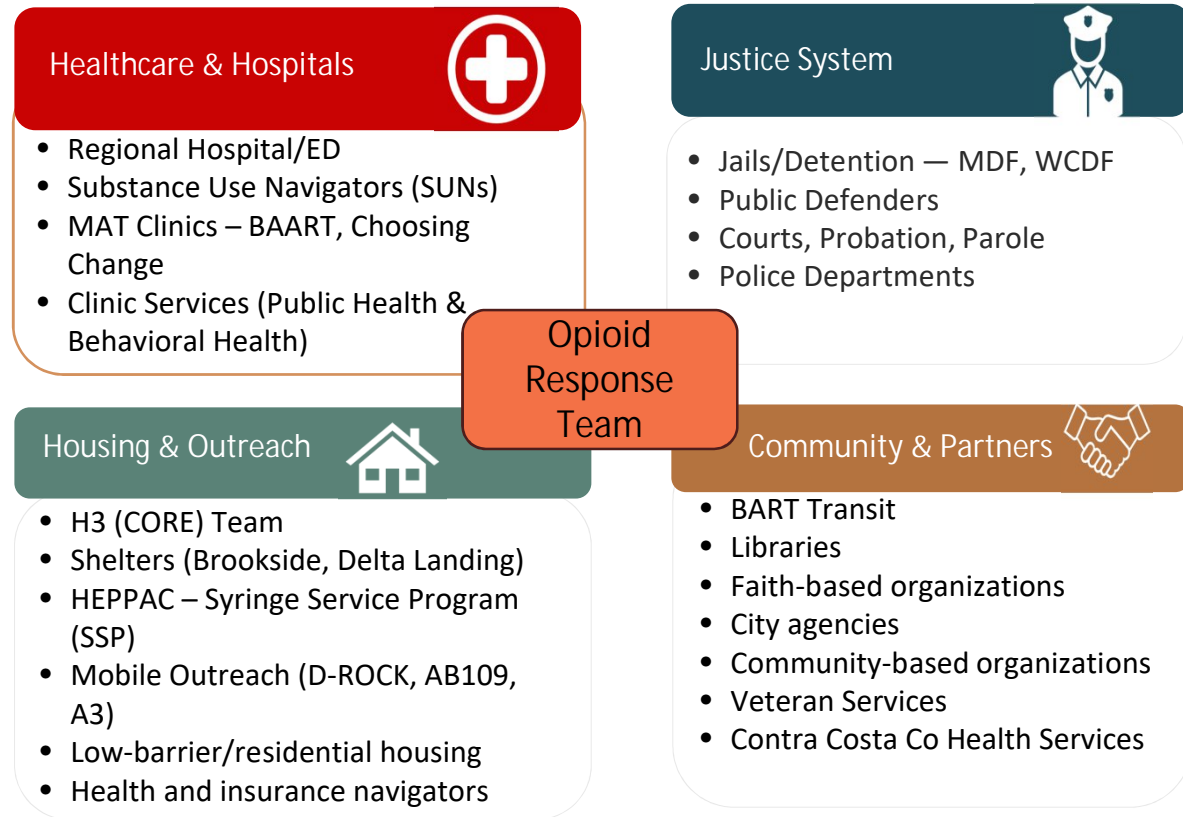 Healthcare & Hospitals
• Regional Hospital/ED
• Substance Use Navigators (SUNs)
• MAT Clinics – BAART, Choosing
Change
• Clinic Services (Public Health &
Behavioral Health)
Justice System
• Jails/Detention — MDF, WCDF
• Public Defenders
• Courts, Probation, Parole
• Police Departments
Opioid
Response
Team
Housing & Outreach
• H3 (CORE) Team
• Shelters (Brookside, Delta Landing)
• HEPPAC – Syringe Service Program
(SSP)
• Mobile Outreach (D-ROCK, AB109,
A3)
• Low-barrier/residential housing
• Health and insurance navigators
Community & Partners
• BART Transit
• Libraries
• Faith-based organizations
• City agencies
• Community-based organizations
• Veteran Services
• Contra Costa Co Health Services